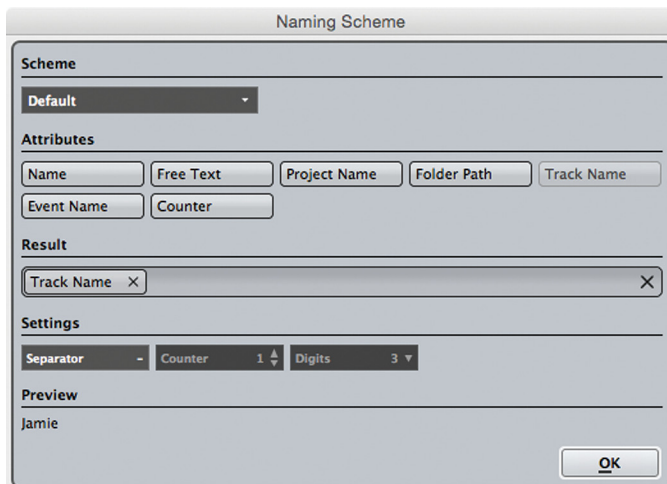 Naming Scheme
Scheme
Default
Attributes
Name Free Text Project Name Folder Path Track Name
Event Name Counter
Result
Track Name ×
Settings
Separator - Counter 1 Digits 3
Preview
Jamie
OK